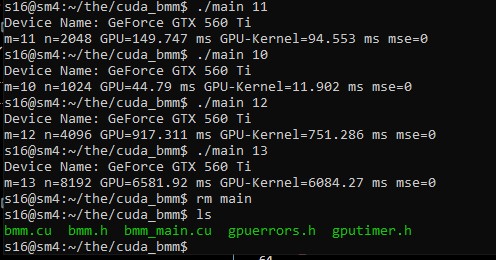 s16@sm4:~/the/cuda_bmm$ ./main 11
Device Name: GeForce GTX 560 Ti
m=11 n=2048 GPU=149.747 ms GPU-Kernel=94.553 ms mse=0
s16@sm4:~/the/cuda_bmm$ ./main 10
Device Name: GeForce GTX 560 Ti
m=10 n=1024 GPU=44.79 ms GPU-Kernel=11.902 ms mse=0
s16@sm4:~/the/cuda_bmm$ ./main 12
Device Name: GeForce GTX 560 Ti
m=12 n=4096 GPU=917.311 ms GPU-Kernel=751.286 ms mse=0
s16@sm4:~/the/cuda_bmm$ ./main 13
Device Name: GeForce GTX 560 Ti
m=13 n=8192 GPU=6581.92 ms GPU-Kernel=6084.27 ms mse=0
s16@sm4:~/the/cuda_bmm$ rm main
s16@sm4:~/the/cuda_bmm$ ls
bmm.cu bmm.h bmm_main.cu gpuerrors.h gputimer.h
s16@sm4:~/the/cuda_bmm$